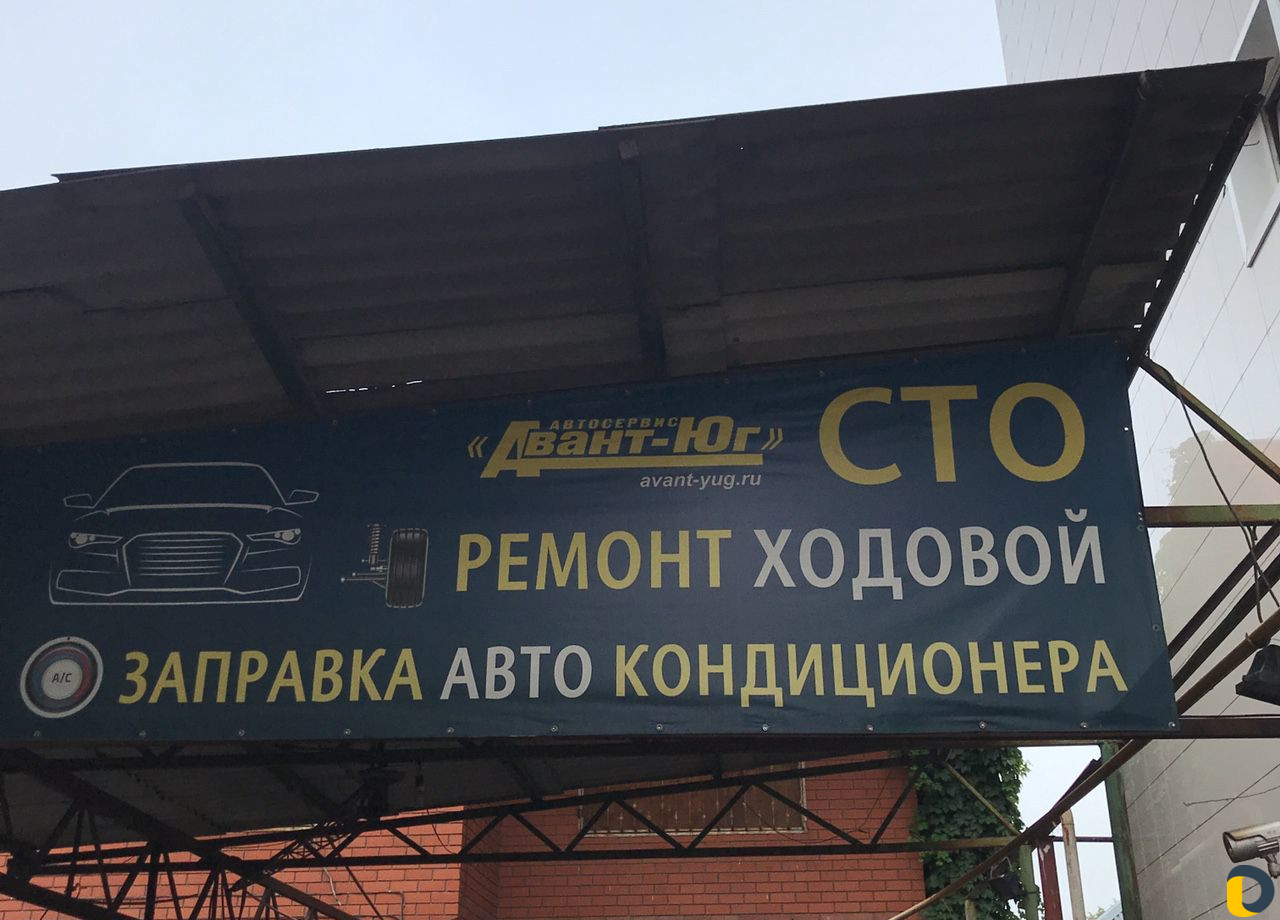 АВТОСЕРВИС
«Авант-Юг»
avant-yug.ru
СТО
РЕМОНТ ХОДОВОЙ
A/C
ЗАПРАВКА АВТО КОНДИЦИОНЕРА